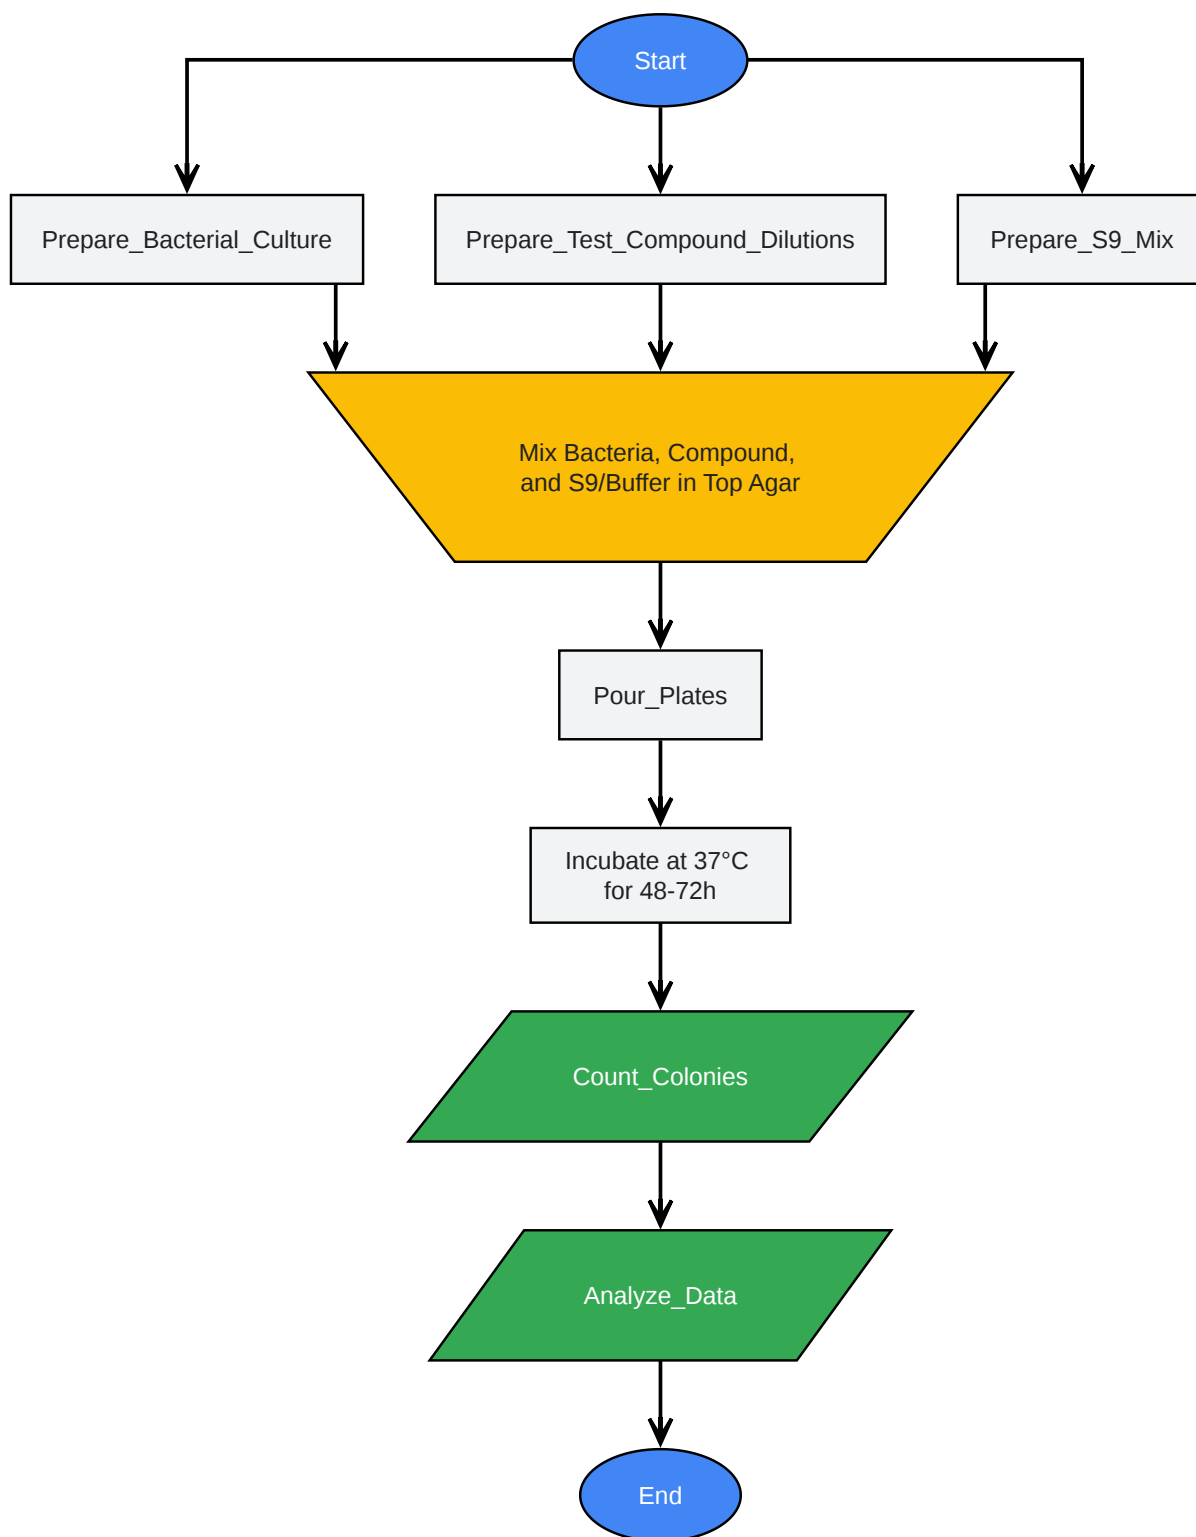 Start
Prepare_Bacterial_Culture
Prepare_Test_Compound_Dilutions
Prepare_S9_Mix
Mix Bacteria, Compound,
and S9/Buffer in Top Agar
Pour_Plates
Incubate at 37°C
for 48-72h
Count_Colonies
Analyze_Data
End